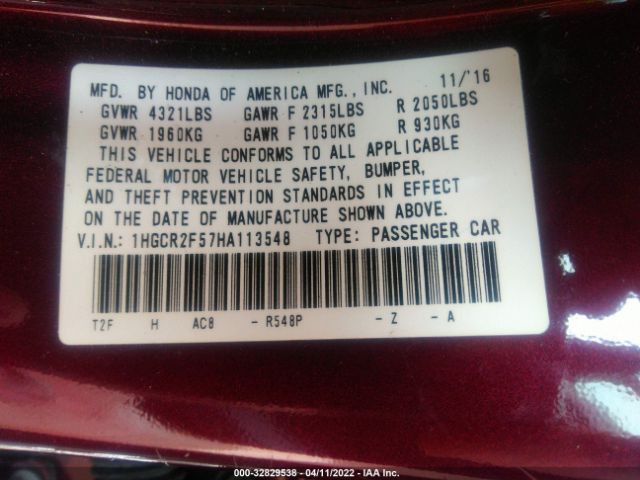 MFD. BY HONDA OF AMERICA MFG., INC. 11/'16
GVWR 4321LBS GAWR F 2315LBS R 2050LBS
GVWR 1960KG GAWR F 1050KG R 930KG
THIS VEHICLE CONFORMS TO ALL APPLICABLE
FEDERAL MOTOR VEHICLE SAFETY, BUMPER,
AND THEFT PREVENTION STANDARDS IN EFFECT
ON THE DATE OF MANUFACTURE SHOWN ABOVE.
V.I.N.: 1HGCR2F57HA113548 TYPE: PASSENGER CAR
T2F H AC8 - R548P - Z - A
000-32829538 - 04/11/2022 - IAA Inc.